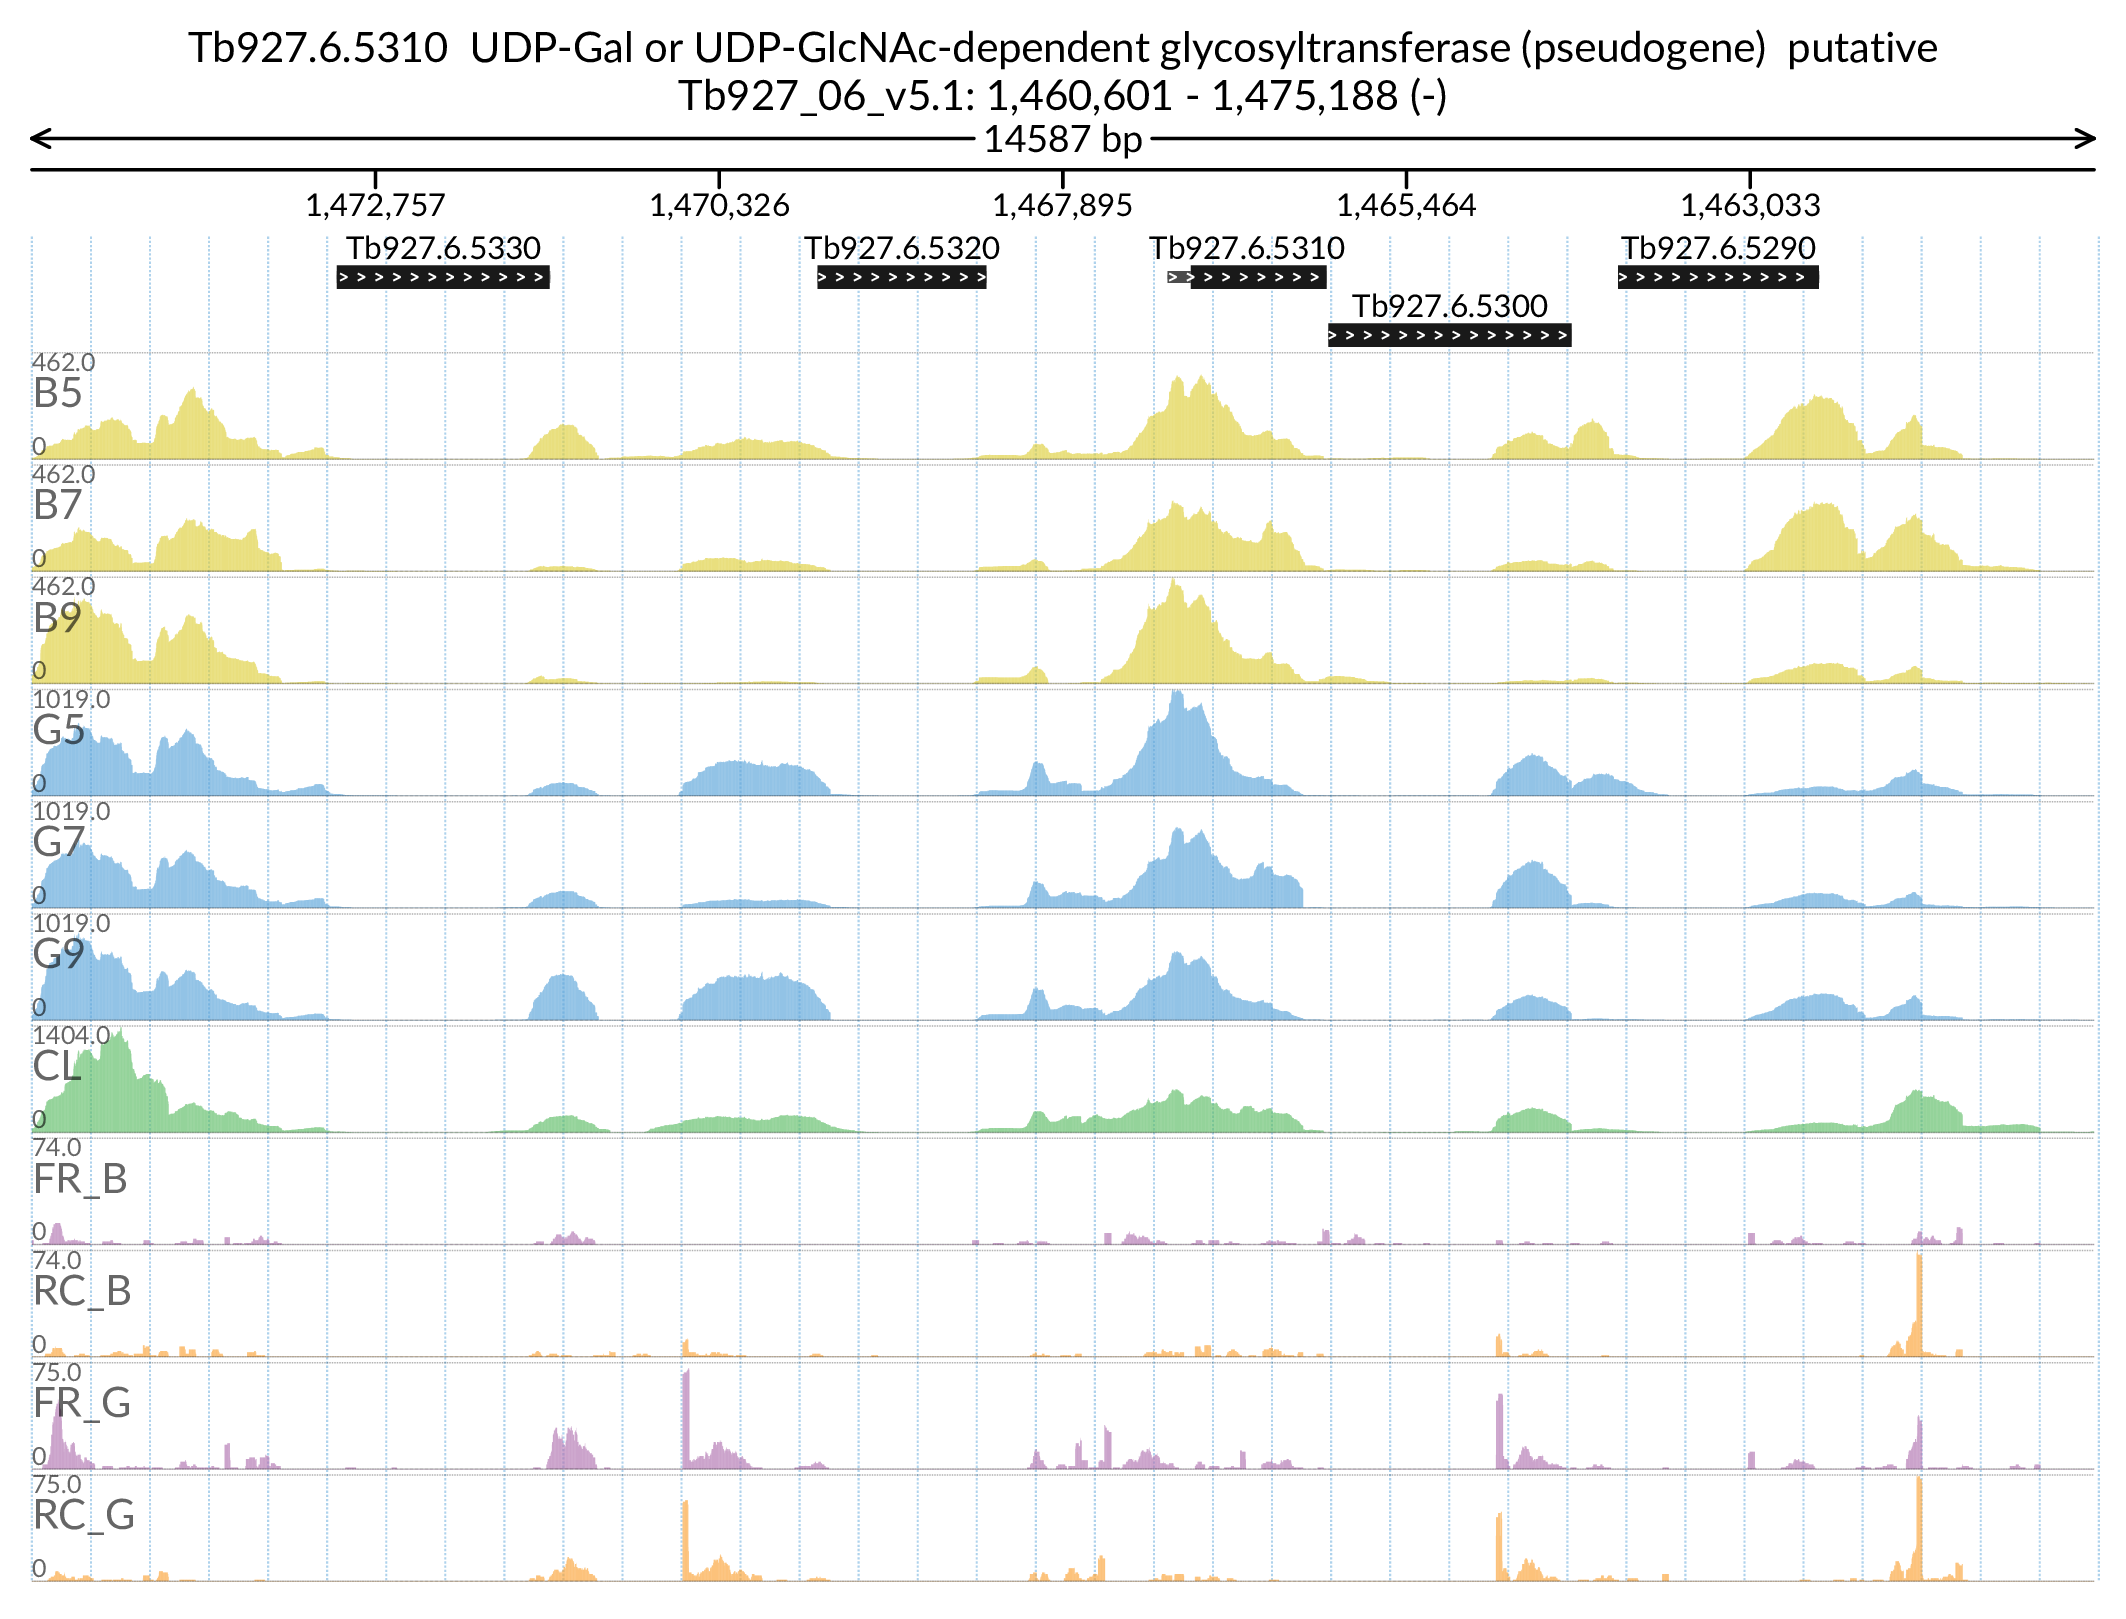 Tb927.6.5310 UDP-Gal or UDP-GlcNAc-dependent glycosyltransferase (pseudogene) putative
Tb927_06_v5.1: 1,460,601 - 1,475,188 (-)
14587 bp
1,472,757 1,470,326 1,467,895 1,465,464 1,463,033
Tb927.6.5330 Tb927.6.5320 Tb927.6.5310 Tb927.6.5290
Tb927.6.5300
462.0
B5
0
462.0
B7
0
462.0
B9
0
1019.0
G5
0
1019.0
G7
0
1019.0
G9
0
1404.0
CL
0
74.0
FR_B
0
74.0
RC_B
0
75.0
FR_G
0
75.0
RC_G
0